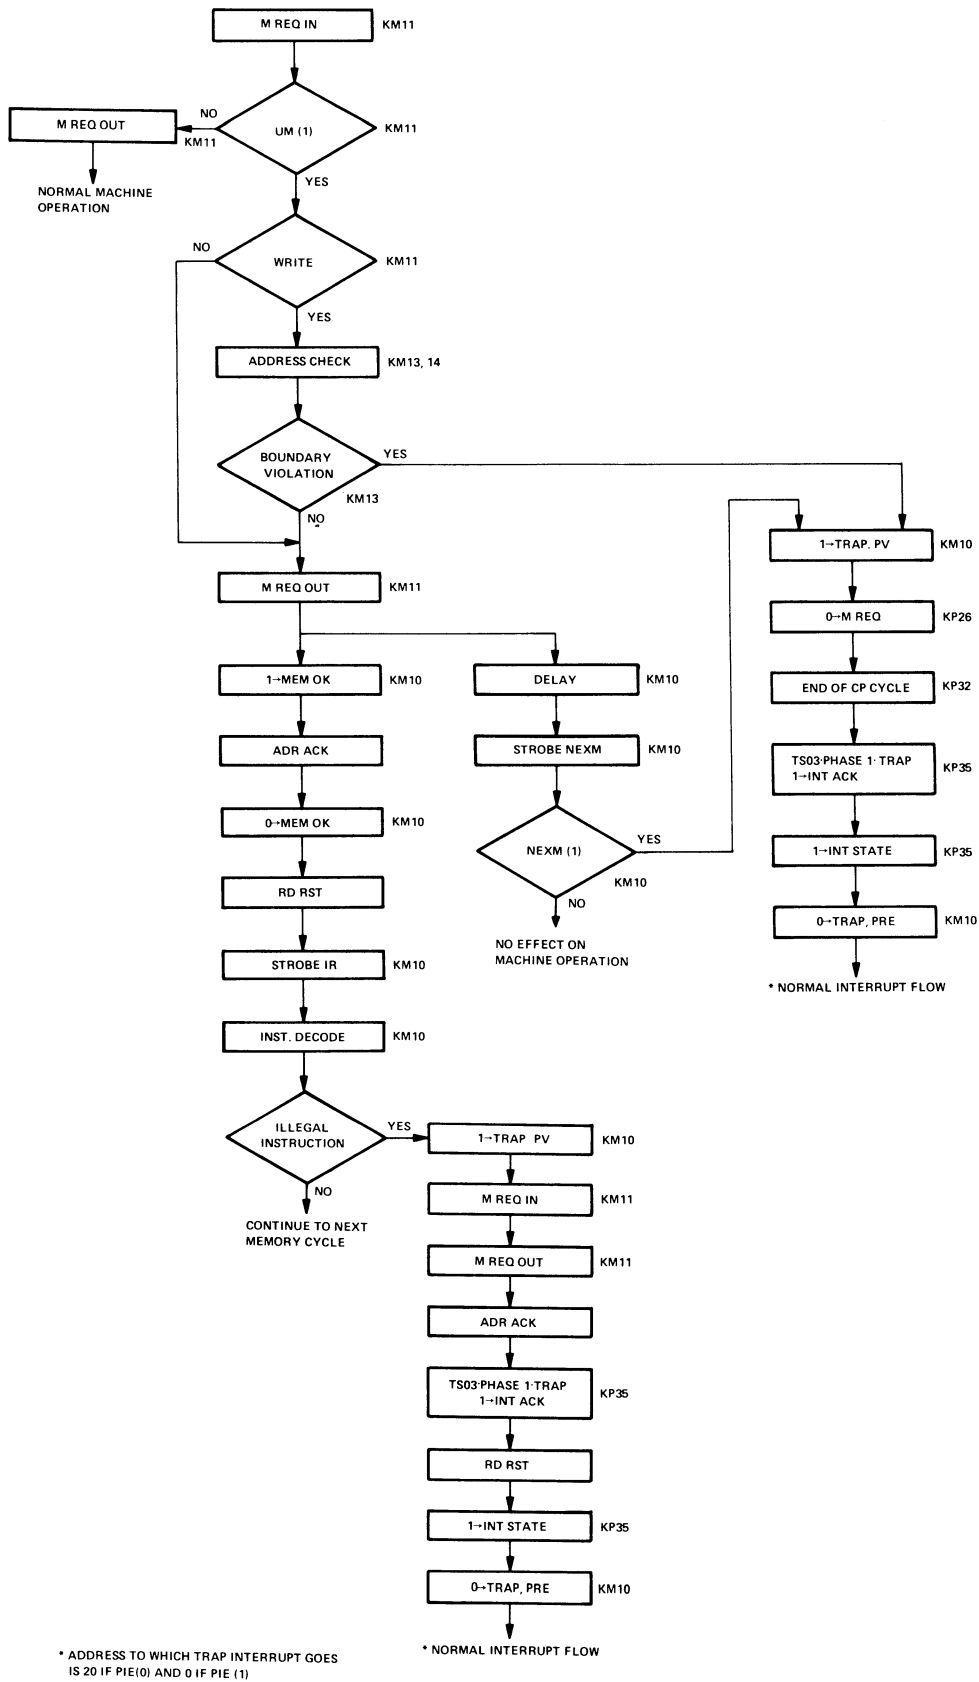 M REQ IN
KM11
UM (1)
KM11
NO
M REQ OUT
KM11
NORMAL MACHINE
OPERATION
YES
WRITE
KM11
NO
YES
ADDRESS CHECK
KM13, 14
BOUNDARY
VIOLATION
KM13
YES
NO
M REQ OUT
KM11
1→MEM OK
KM10
ADR ACK
0→MEM OK
KM10
RD RST
STROBE IR
KM10
INST. DECODE
KM10
ILLEGAL
INSTRUCTION
YES
NO
CONTINUE TO NEXT
MEMORY CYCLE
DELAY
KM10
STROBE NEXM
KM10
NEXM (1)
KM10
YES
NO
NO EFFECT ON
MACHINE OPERATION
1→TRAP. PV
KM10
0→M REQ
KP26
END OF CP CYCLE
KP32
TS03·PHASE 1· TRAP
1→INT ACK
KP35
1→INT STATE
KP35
0→TRAP, PRE
KM10
* NORMAL INTERRUPT FLOW
1→TRAP PV
KM10
M REQ IN
KM11
M REQ OUT
KM11
ADR ACK
TS03·PHASE 1·TRAP
1→INT ACK
KP35
RD RST
1→INT STATE
KP35
0→TRAP, PRE
KM10
* NORMAL INTERRUPT FLOW
* ADDRESS TO WHICH TRAP INTERRUPT GOES
IS 20 IF PIE(0) AND 0 IF PIE (1)